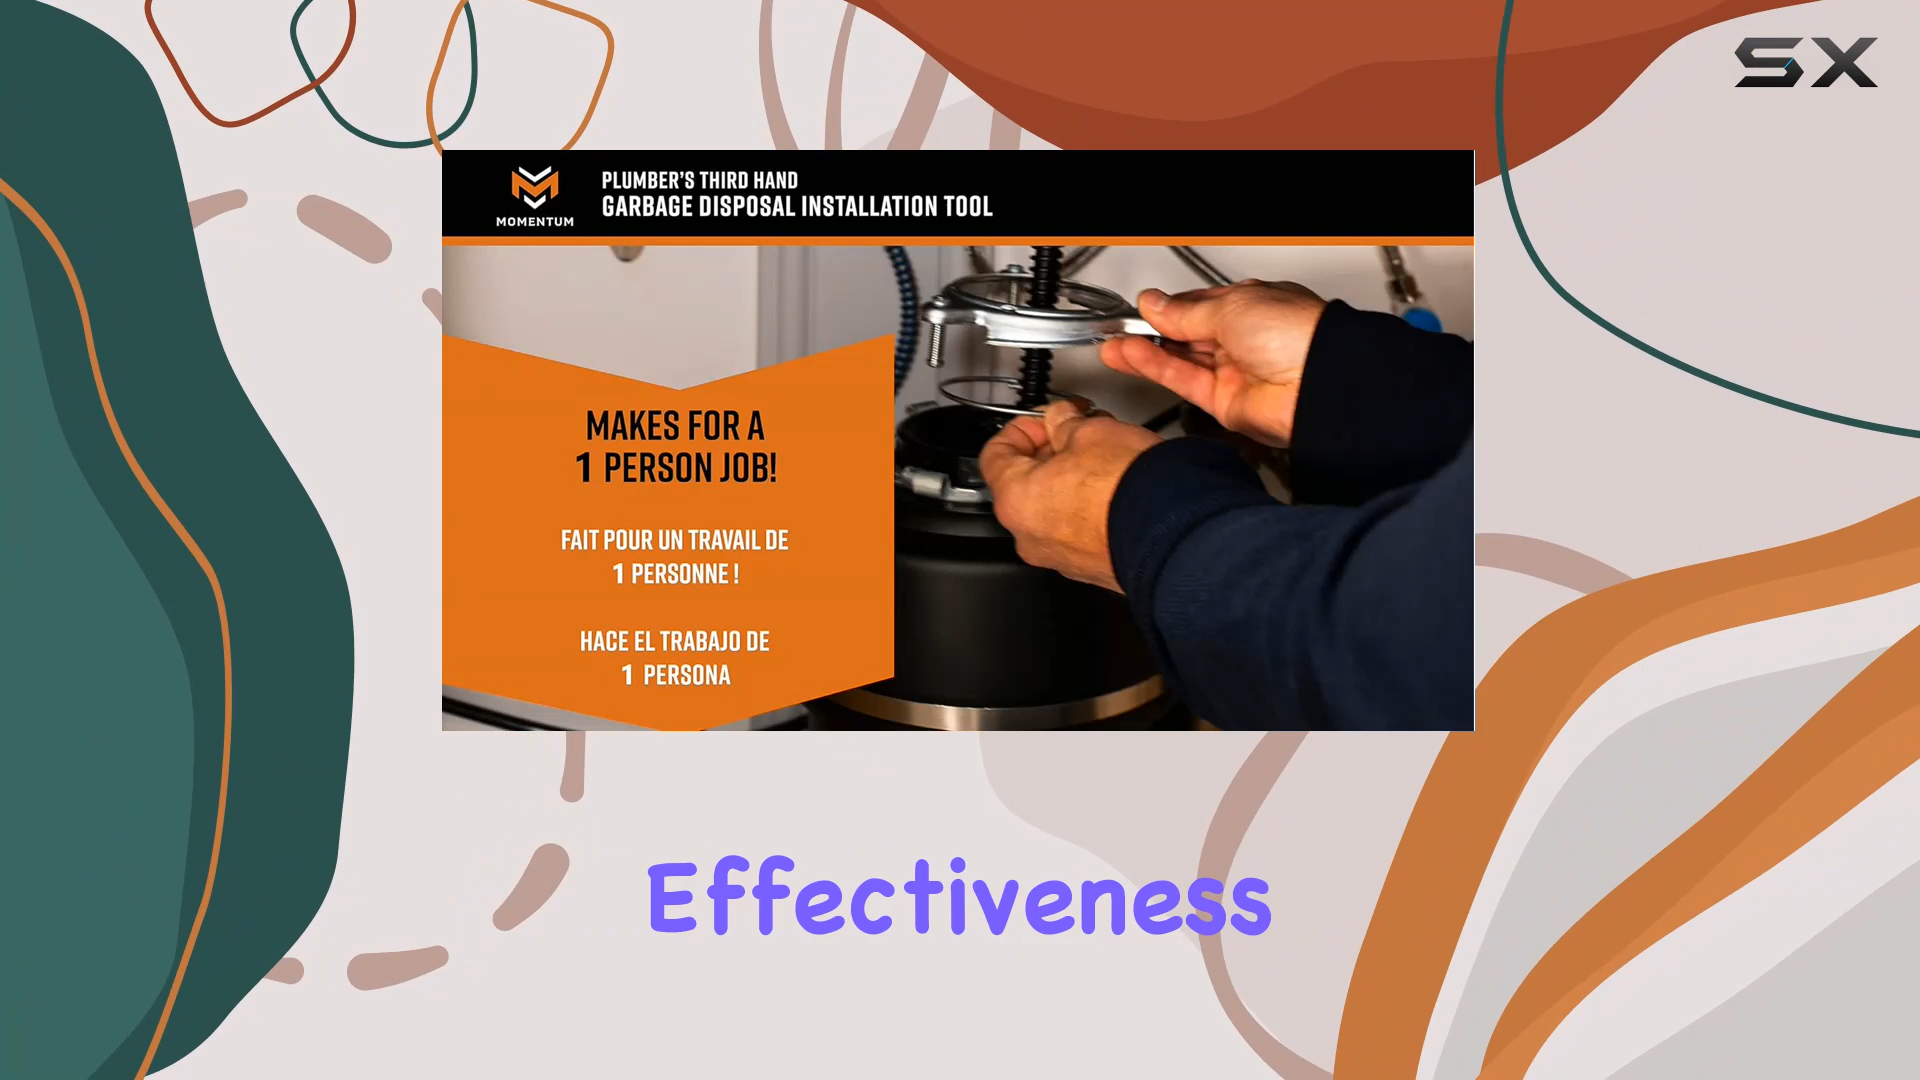 SX
MOMENTUM
PLUMBER'S THIRD HAND
GARBAGE DISPOSAL INSTALLATION TOOL
MAKES FOR A
1 PERSON JOB!
FAIT POUR UN TRAVAIL DE
1 PERSONNE !
HACE EL TRABAJO DE
1 PERSONA
Effectiveness